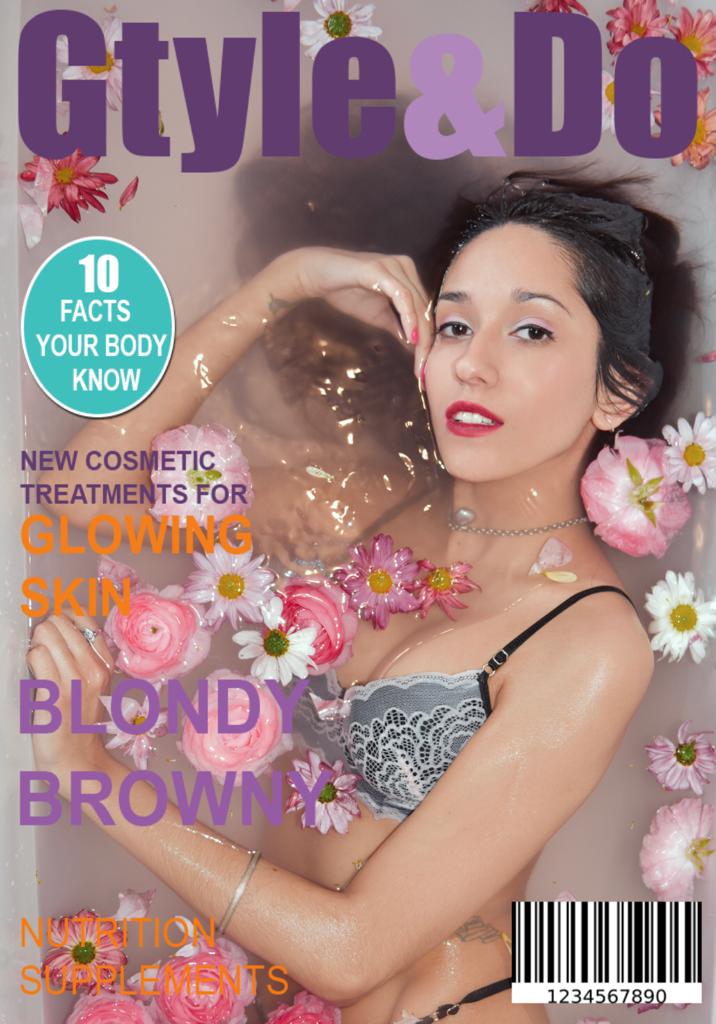 Gtyle&Do
10
FACTS
YOUR BODY
KNOW
NEW COSMETIC
TREATMENTS FOR
GLOWING
SKIN
BLONDY
BROWNY
NUTRITION
SUPPLEMENTS
1234567890